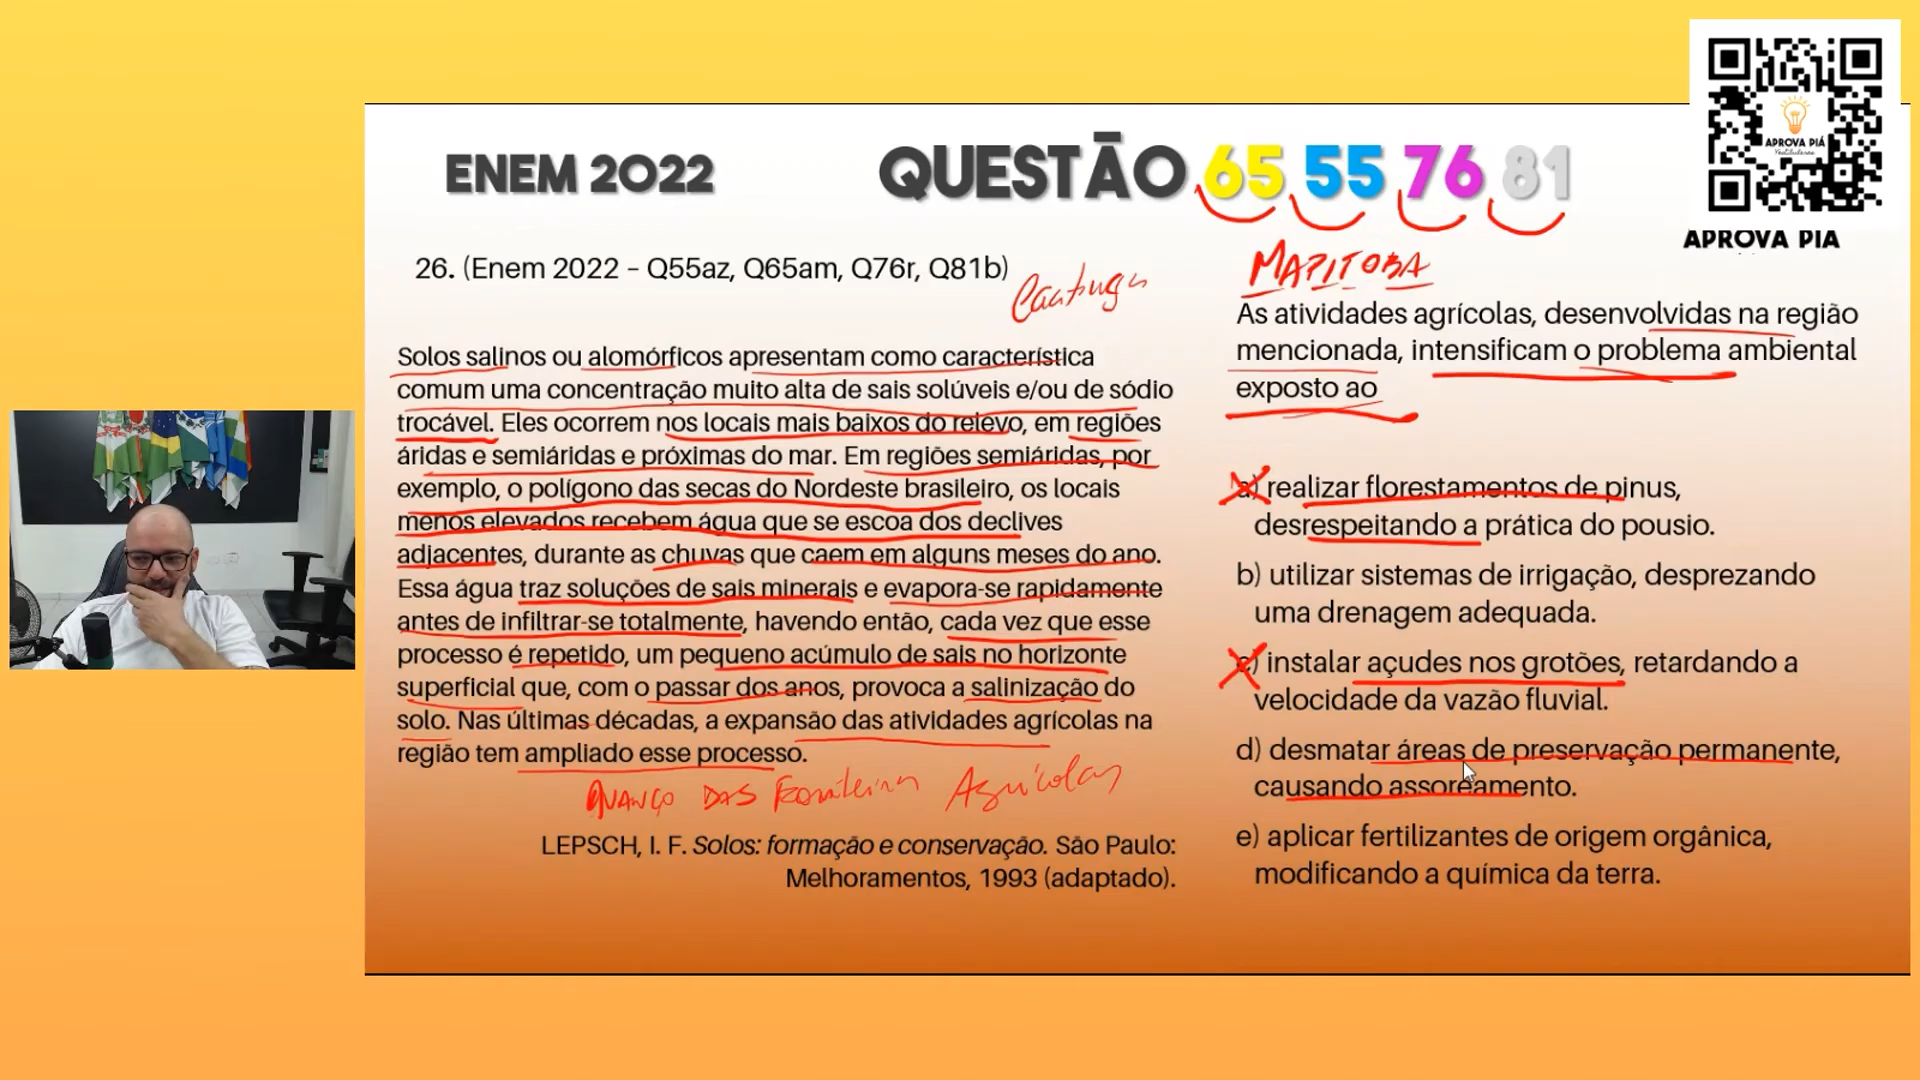 ENEM 2022
QUESTÃO 65 55 76 81
APROVA PIÁ
Vestibulares
APROVA PIA
26. (Enem 2022 – Q55az, Q65am, Q76r, Q81b)
Caatinga
Solos salinos ou alomórficos apresentam como característica
comum uma concentração muito alta de sais solúveis e/ou de sódio
trocável. Eles ocorrem nos locais mais baixos do relevo, em regiões
áridas e semiáridas e próximas do mar. Em regiões semiáridas, por
exemplo, o polígono das secas do Nordeste brasileiro, os locais
menos elevados recebem água que se escoa dos declives
adjacentes, durante as chuvas que caem em alguns meses do ano.
Essa água traz soluções de sais minerais e evapora-se rapidamente
antes de infiltrar-se totalmente, havendo então, cada vez que esse
processo é repetido, um pequeno acúmulo de sais no horizonte
superficial que, com o passar dos anos, provoca a salinização do
solo. Nas últimas décadas, a expansão das atividades agrícolas na
região tem ampliado esse processo.
Avanço DAS Fronteiras Agrícolas
LEPSCH, I. F. Solos: formação e conservação. São Paulo:
Melhoramentos, 1993 (adaptado).
MAPITOBA
As atividades agrícolas, desenvolvidas na região
mencionada, intensificam o problema ambiental
exposto ao
a) realizar florestamentos de pinus,
desrespeitando a prática do pousio.
b) utilizar sistemas de irrigação, desprezando
uma drenagem adequada.
c) instalar açudes nos grotões, retardando a
velocidade da vazão fluvial.
d) desmatar áreas de preservação permanente,
causando assoreamento.
e) aplicar fertilizantes de origem orgânica,
modificando a química da terra.